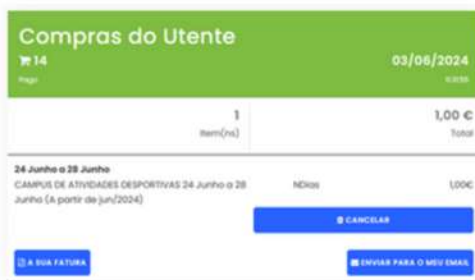 Compras do Utente
14 03/06/2024
Pago
1 1,00 €
Item(ns) Total
24 Junho a 28 Junho
CAMPUS DE ATIVIDADES DESPORTIVAS 24 Junho a 28 NDias 1,00€
Junho (A partir de jun/2024)
CANCELAR
A SUA FATURA ENVIAR PARA O MEU EMAIL